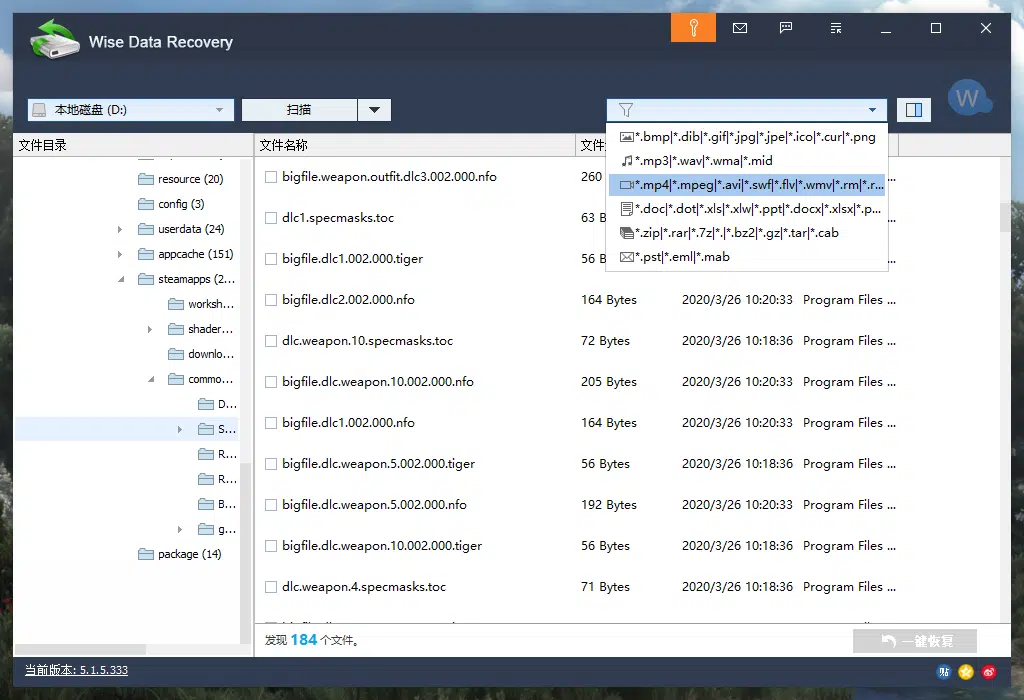 Wise Data Recovery
本地磁盘 (D:)
扫描
W
文件目录
文件名称
*.bmp|*.dib|*.gif|*.jpg|*.jpe|*.ico|*.cur|*.png
*.mp3|*.wav|*.wma|*.mid
*.mp4|*.mpeg|*.avi|*.swf|*.flv|*.wmv|*.rm|*.r...
*.doc|*.dot|*.xls|*.xlw|*.ppt|*.docx|*.xlsx|*.p...
*.zip|*.rar|*.7z|*.|*.bz2|*.gz|*.tar|*.cab
*.pst|*.eml|*.mab
resource (20)
config (3)
userdata (24)
appcache (151)
steamapps (2...
worksh...
shader...
downlo...
commo...
D...
S...
R...
R...
B...
g...
package (14)
bigfile.weapon.outfit.dlc3.002.000.nfo 260
dlc1.specmasks.toc 63 B
bigfile.dlc1.002.000.tiger 56 B
bigfile.dlc2.002.000.nfo 164 Bytes 2020/3/26 10:20:33 Program Files ...
dlc.weapon.10.specmasks.toc 72 Bytes 2020/3/26 10:18:36 Program Files ...
bigfile.dlc.weapon.10.002.000.nfo 205 Bytes 2020/3/26 10:20:33 Program Files ...
bigfile.dlc1.002.000.nfo 164 Bytes 2020/3/26 10:20:33 Program Files ...
bigfile.dlc.weapon.5.002.000.tiger 56 Bytes 2020/3/26 10:18:36 Program Files ...
bigfile.dlc.weapon.5.002.000.nfo 192 Bytes 2020/3/26 10:20:33 Program Files ...
bigfile.dlc.weapon.10.002.000.tiger 56 Bytes 2020/3/26 10:18:36 Program Files ...
dlc.weapon.4.specmasks.toc 71 Bytes 2020/3/26 10:18:36 Program Files ...
发现 184 个文件。
一键恢复
当前版本: 5.1.5.333